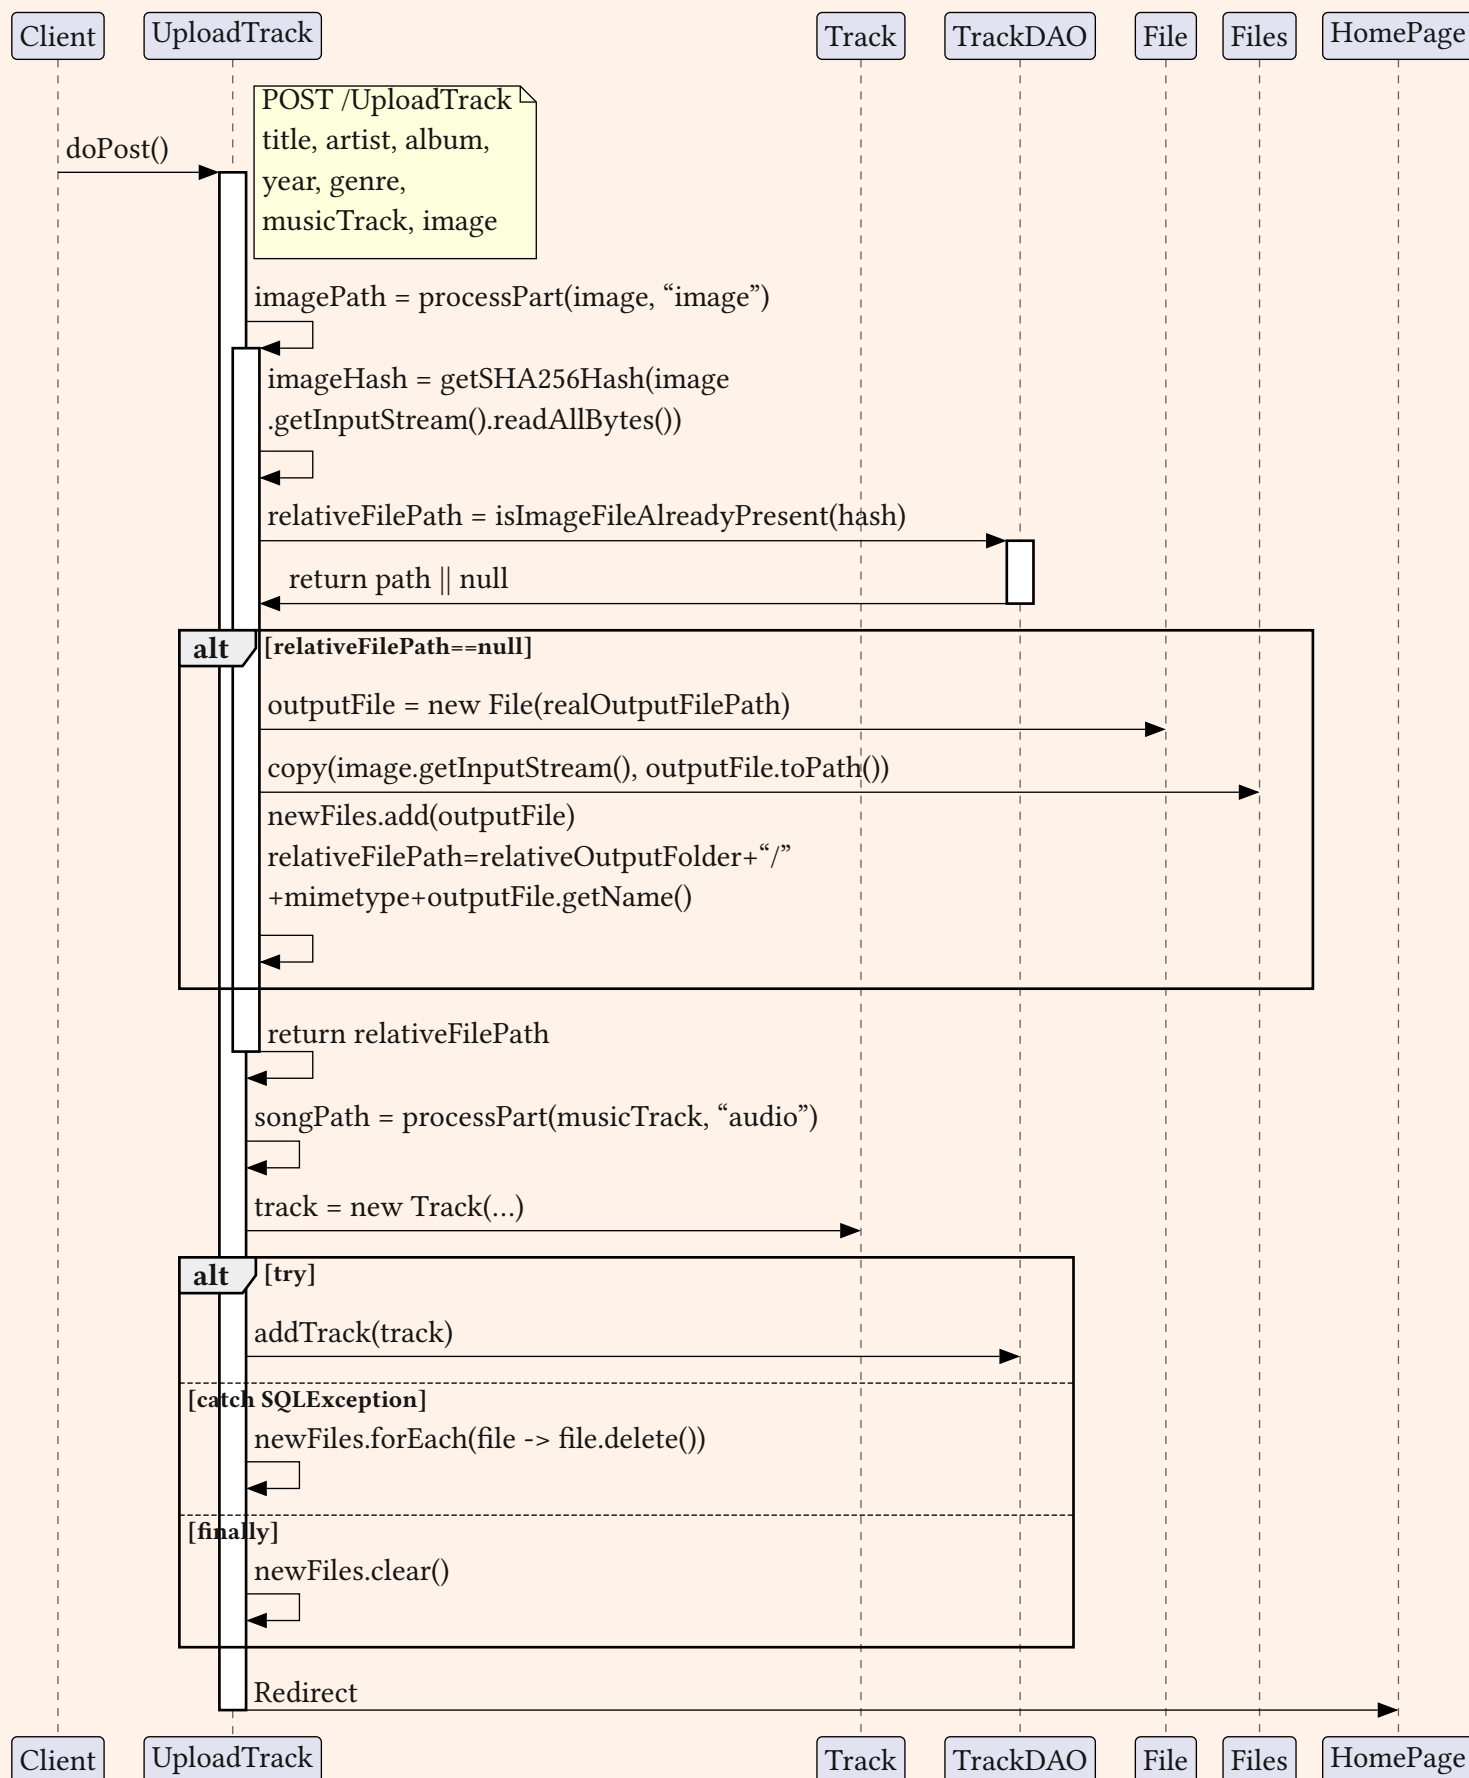 Client
UploadTrack
Track
TrackDAO
File
Files
HomePage
POST /UploadTrack
title, artist, album,
year, genre,
musicTrack, image
doPost()
imagePath = processPart(image, “image”)
imageHash = getSHA256Hash(image
.getInputStream().readAllBytes())
relativeFilePath = isImageFileAlreadyPresent(hash)
return path || null
alt [relativeFilePath==null]
outputFile = new File(realOutputFilePath)
copy(image.getInputStream(), outputFile.toPath())
newFiles.add(outputFile)
relativeFilePath=relativeOutputFolder+“/”
+mimetype+outputFile.getName()
return relativeFilePath
songPath = processPart(musicTrack, “audio”)
track = new Track(…)
alt [try]
addTrack(track)
[catch SQLException]
newFiles.forEach(file -> file.delete())
[finally]
newFiles.clear()
Redirect
Client
UploadTrack
Track
TrackDAO
File
Files
HomePage